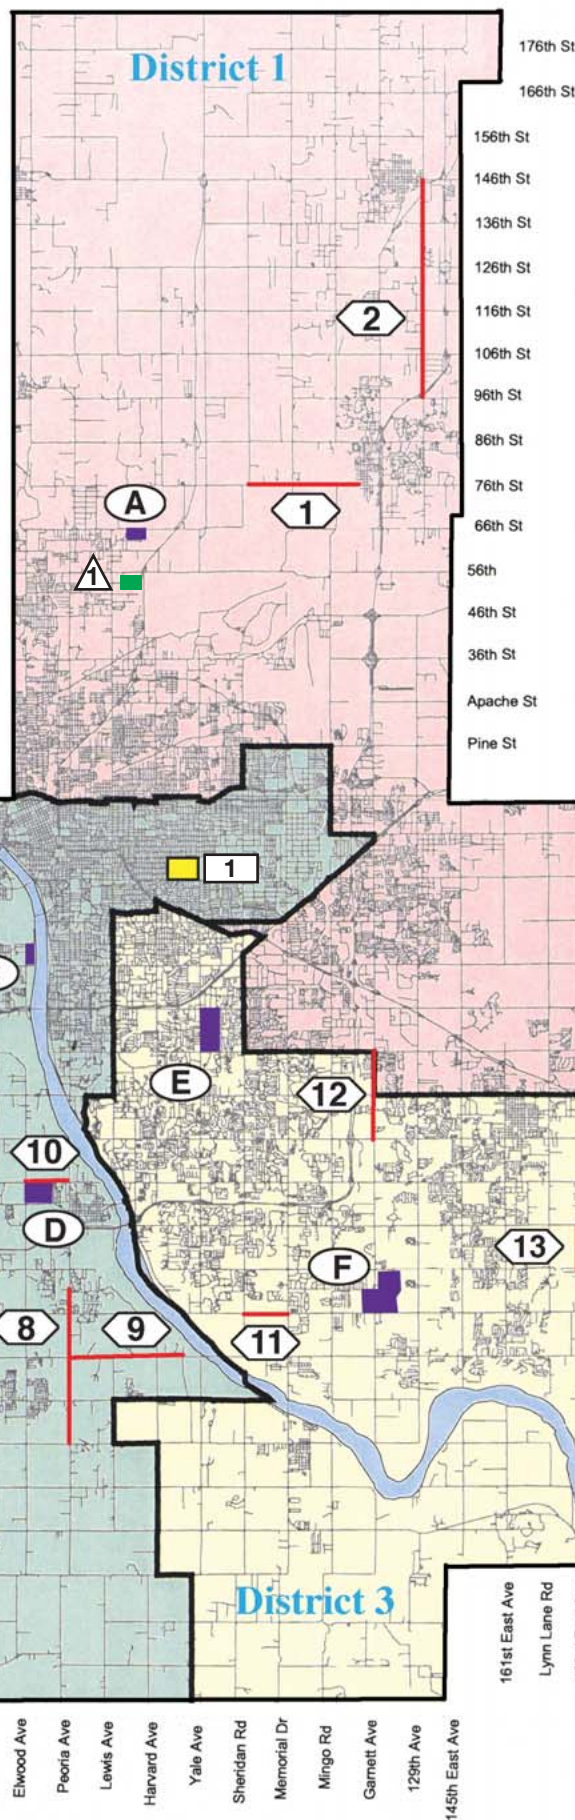 District 1
176th St
166th St
156th St
146th St
136th St
126th St
2
116th St
106th St
96th St
86th St
76th St
A
1
66th St
1
56th
46th St
36th St
Apache St
Pine St
1
E
12
10
D
13
F
8
9
11
District 3
Elwood Ave
Peoria Ave
Lewis Ave
Harvard Ave
Yale Ave
Sheridan Rd
Memorial Dr
Mingo Rd
Garnett Ave
129th Ave
145th East Ave
161st East Ave
Lynn Lane Rd